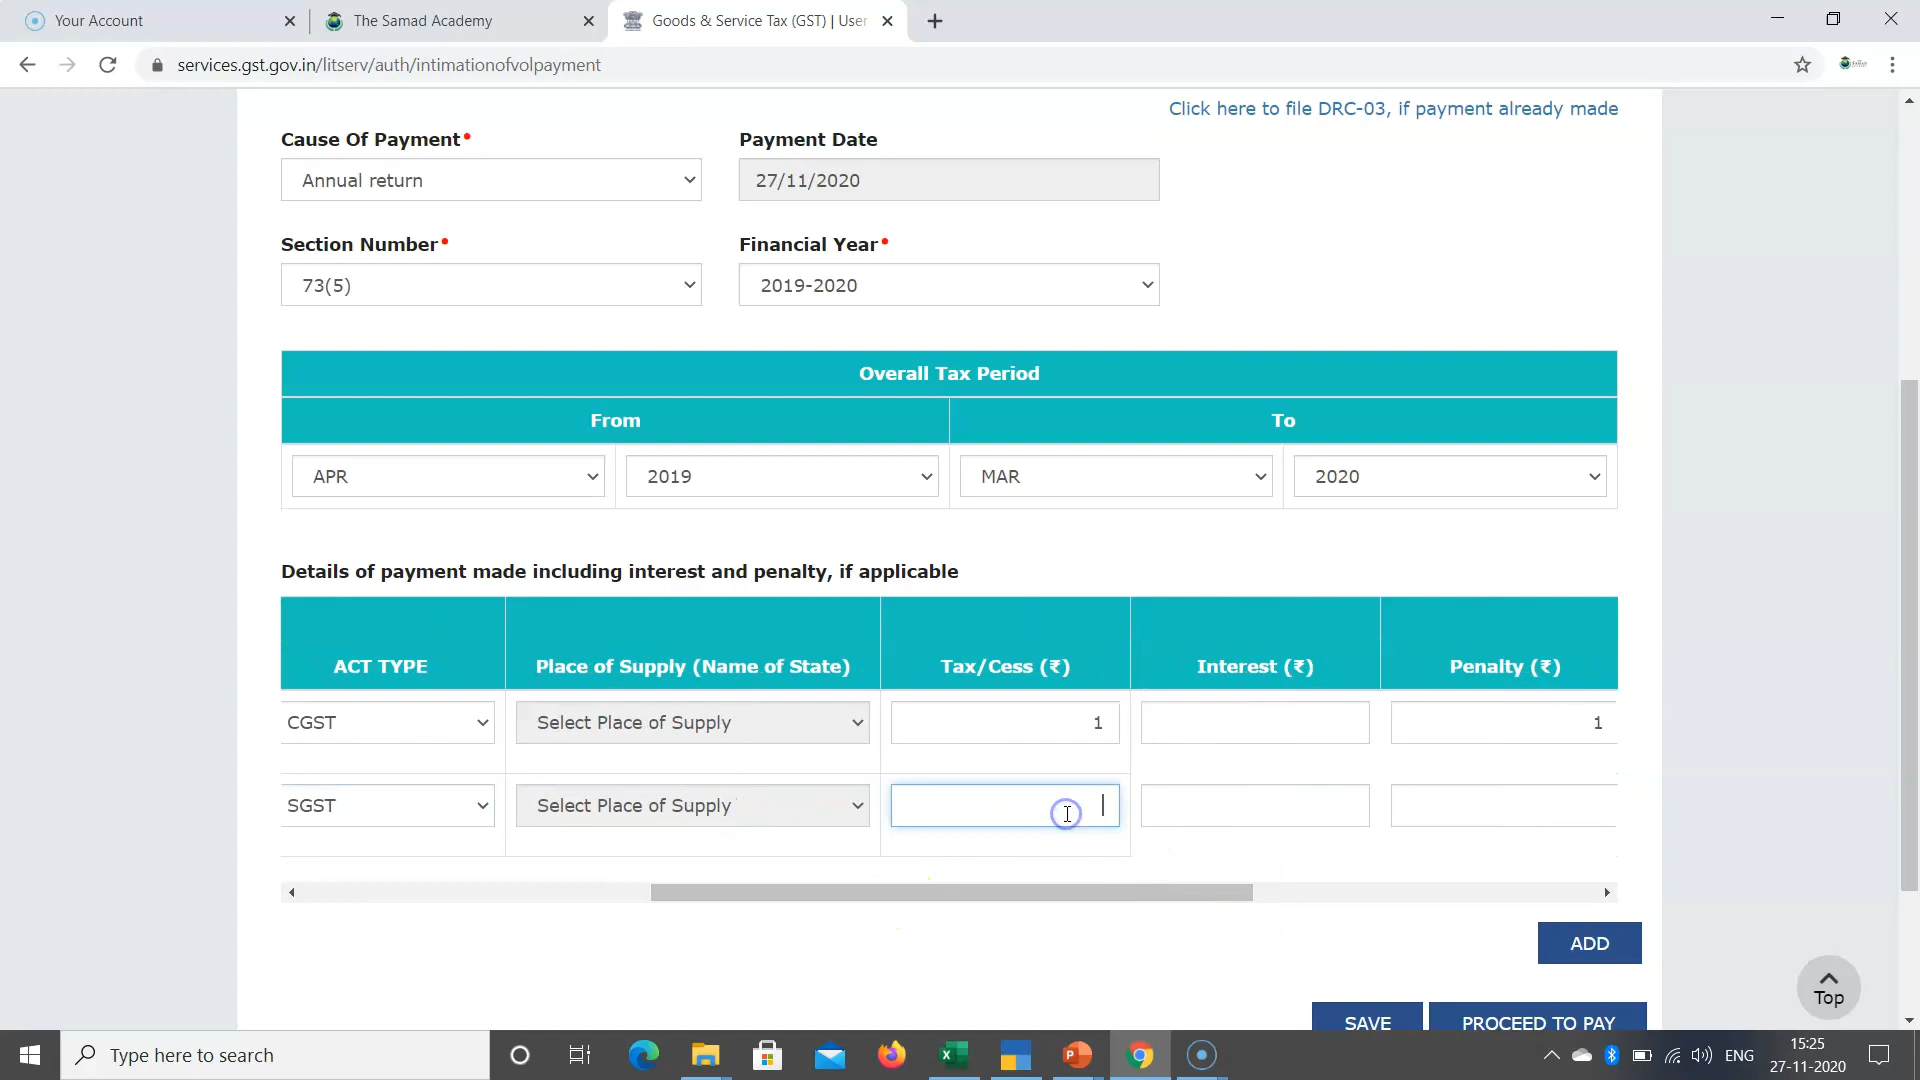 Your Account
The Samad Academy
Goods & Service Tax (GST) | User
services.gst.gov.in/litserv/auth/intimationofvolpayment
Click here to file DRC-03, if payment already made
Cause Of Payment•
Payment Date
Annual return
27/11/2020
Section Number•
Financial Year•
73(5)
2019-2020
Overall Tax Period
From
To
APR
2019
MAR
2020
Details of payment made including interest and penalty, if applicable
ACT TYPE
Place of Supply (Name of State)
Tax/Cess (₹)
Interest (₹)
Penalty (₹)
CGST
Select Place of Supply
1
1
SGST
Select Place of Supply
ADD
Top
SAVE
PROCEED TO PAY
Type here to search
ENG
15:25
27-11-2020